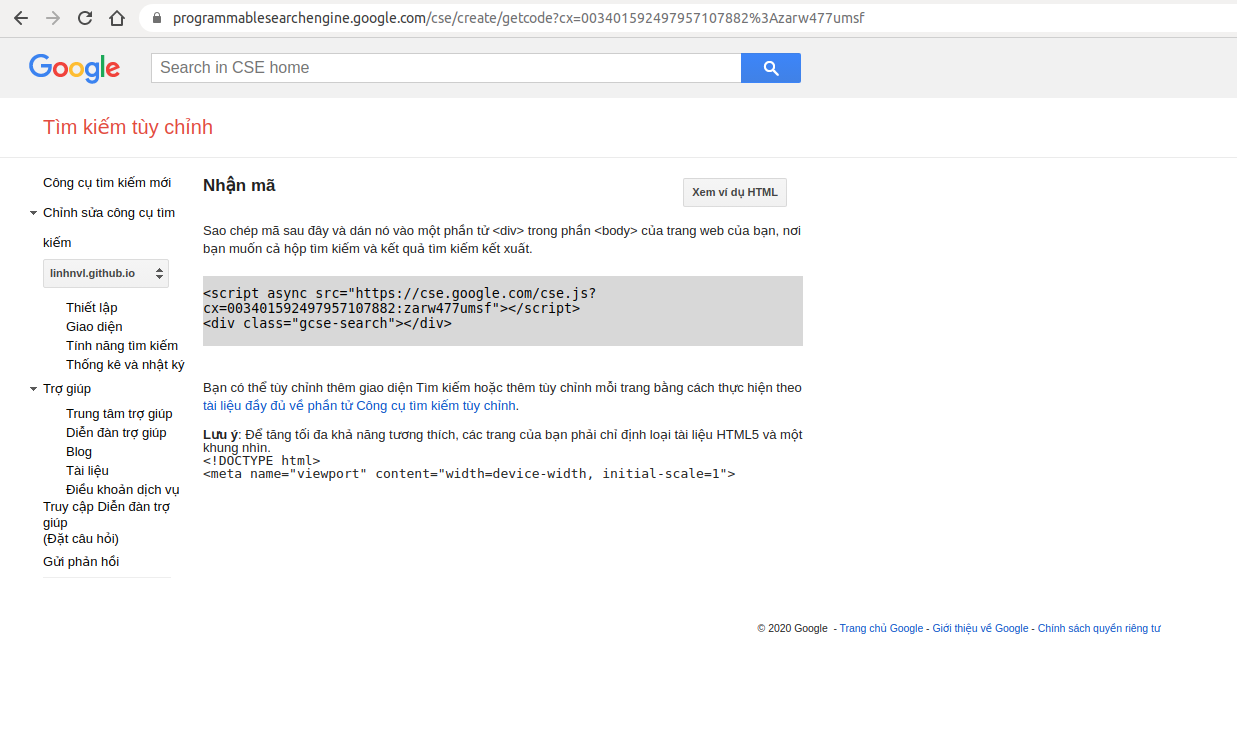 programmablesearchengine.google.com/cse/create/getcode?cx=003401592497957107882%3Azarw477umsf
Google
Search in CSE home
Tìm kiếm tùy chỉnh
Công cụ tìm kiếm mới
Chỉnh sửa công cụ tìm
kiếm
linhnvl.github.io
Thiết lập
Giao diện
Tính năng tìm kiếm
Thống kê và nhật ký
Trợ giúp
Trung tâm trợ giúp
Diễn đàn trợ giúp
Blog
Tài liệu
Điều khoản dịch vụ
Truy cập Diễn đàn trợ
giúp
(Đặt câu hỏi)
Gửi phản hồi
Nhận mã
Xem ví dụ HTML
Sao chép mã sau đây và dán nó vào một phần tử <div> trong phần <body> của trang web của bạn, nơi
bạn muốn cả hộp tìm kiếm và kết quả tìm kiếm kết xuất.
<script async src="https://cse.google.com/cse.js?
cx=003401592497957107882:zarw477umsf"></script>
<div class="gcse-search"></div>
Bạn có thể tùy chỉnh thêm giao diện Tìm kiếm hoặc thêm tùy chỉnh mỗi trang bằng cách thực hiện theo
tài liệu đầy đủ về phần tử Công cụ tìm kiếm tùy chỉnh.
Lưu ý: Để tăng tối đa khả năng tương thích, các trang của bạn phải chỉ định loại tài liệu HTML5 và một
khung nhìn.
<!DOCTYPE html>
<meta name="viewport" content="width=device-width, initial-scale=1">
© 2020 Google - Trang chủ Google - Giới thiệu về Google - Chính sách quyền riêng tư